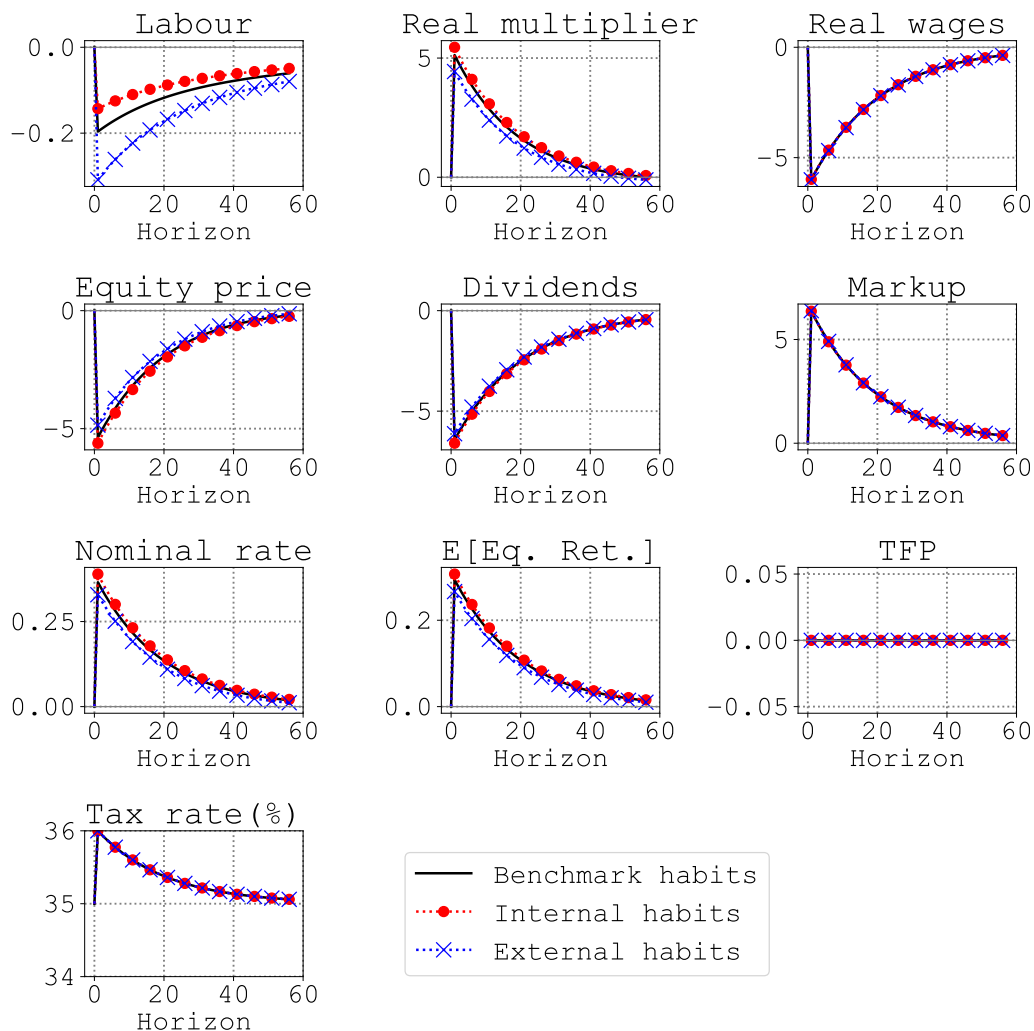 Labour Real multiplier Real wages
0.0 5 0
−0.2 0 −5
0 20 40 60 0 20 40 60 0 20 40 60
Horizon Horizon Horizon
Equity price Dividends Markup
0 0 5
−5 −5 0
0 20 40 60 0 20 40 60 0 20 40 60
Horizon Horizon Horizon
Nominal rate E[Eq. Ret.] TFP
0.25 0.2 0.05
0.00 0.0 0.00
−0.05
0 20 40 60 0 20 40 60 0 20 40 60
Horizon Horizon Horizon
Tax rate(%)
36
35
34
0 20 40 60
Horizon
Benchmark habits
Internal habits
External habits